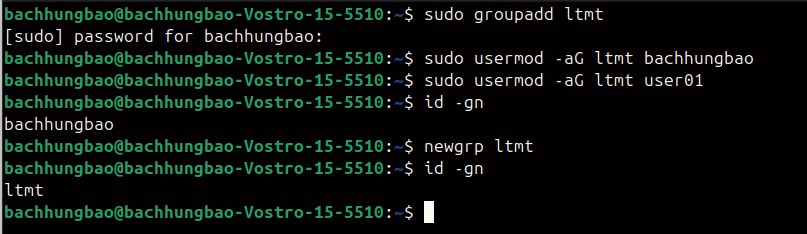 bachhungbao@bachhungbao-Vostro-15-5510:~$ sudo groupadd ltmt
[sudo] password for bachhungbao:
bachhungbao@bachhungbao-Vostro-15-5510:~$ sudo usermod -aG ltmt bachhungbao
bachhungbao@bachhungbao-Vostro-15-5510:~$ sudo usermod -aG ltmt user01
bachhungbao@bachhungbao-Vostro-15-5510:~$ id -gn
bachhungbao
bachhungbao@bachhungbao-Vostro-15-5510:~$ newgrp ltmt
bachhungbao@bachhungbao-Vostro-15-5510:~$ id -gn
ltmt
bachhungbao@bachhungbao-Vostro-15-5510:~$